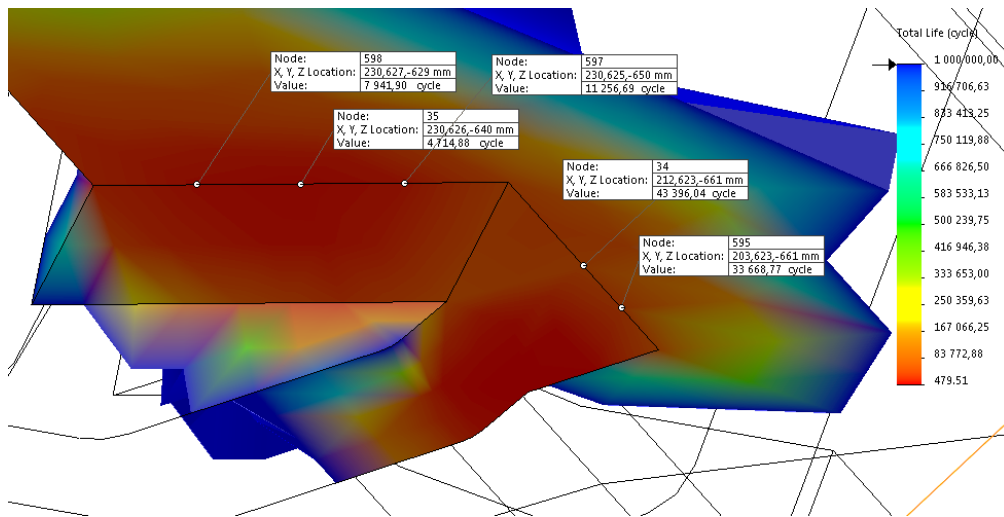 Node: 598
X, Y, Z Location: 230,627,-629 mm
Value: 7 941,90 cycle
Node: 597
X, Y, Z Location: 230,625,-650 mm
Value: 11 256,69 cycle
Node: 35
X, Y, Z Location: 230,626,-640 mm
Value: 4 714,88 cycle
Node: 34
X, Y, Z Location: 212,623,-661 mm
Value: 43 396,04 cycle
Node: 595
X, Y, Z Location: 203,623,-661 mm
Value: 33 668,77 cycle
Total Life (cycle)
1 000 000,00
916 706,63
833 413,25
750 119,88
666 826,50
583 533,13
500 239,75
416 946,38
333 653,00
250 359,63
167 066,25
83 772,88
479.51